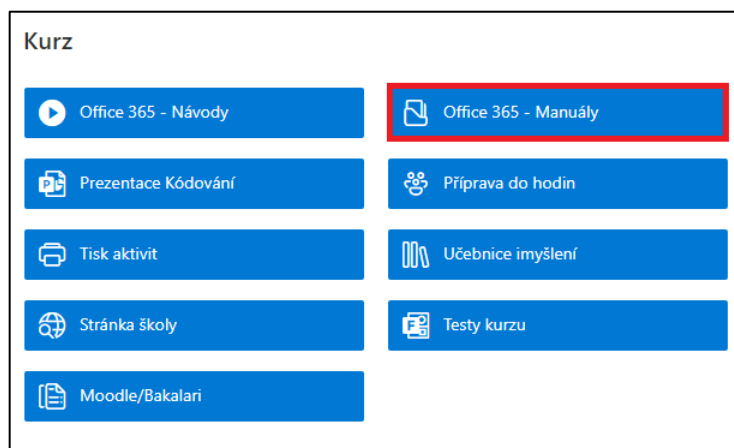 Kurz
Office 365 - Návody
Office 365 - Manuály
Prezentace Kódování
Příprava do hodin
Tisk aktivit
Učebnice imyšlení
Stránka školy
Testy kurzu
Moodle/Bakalari